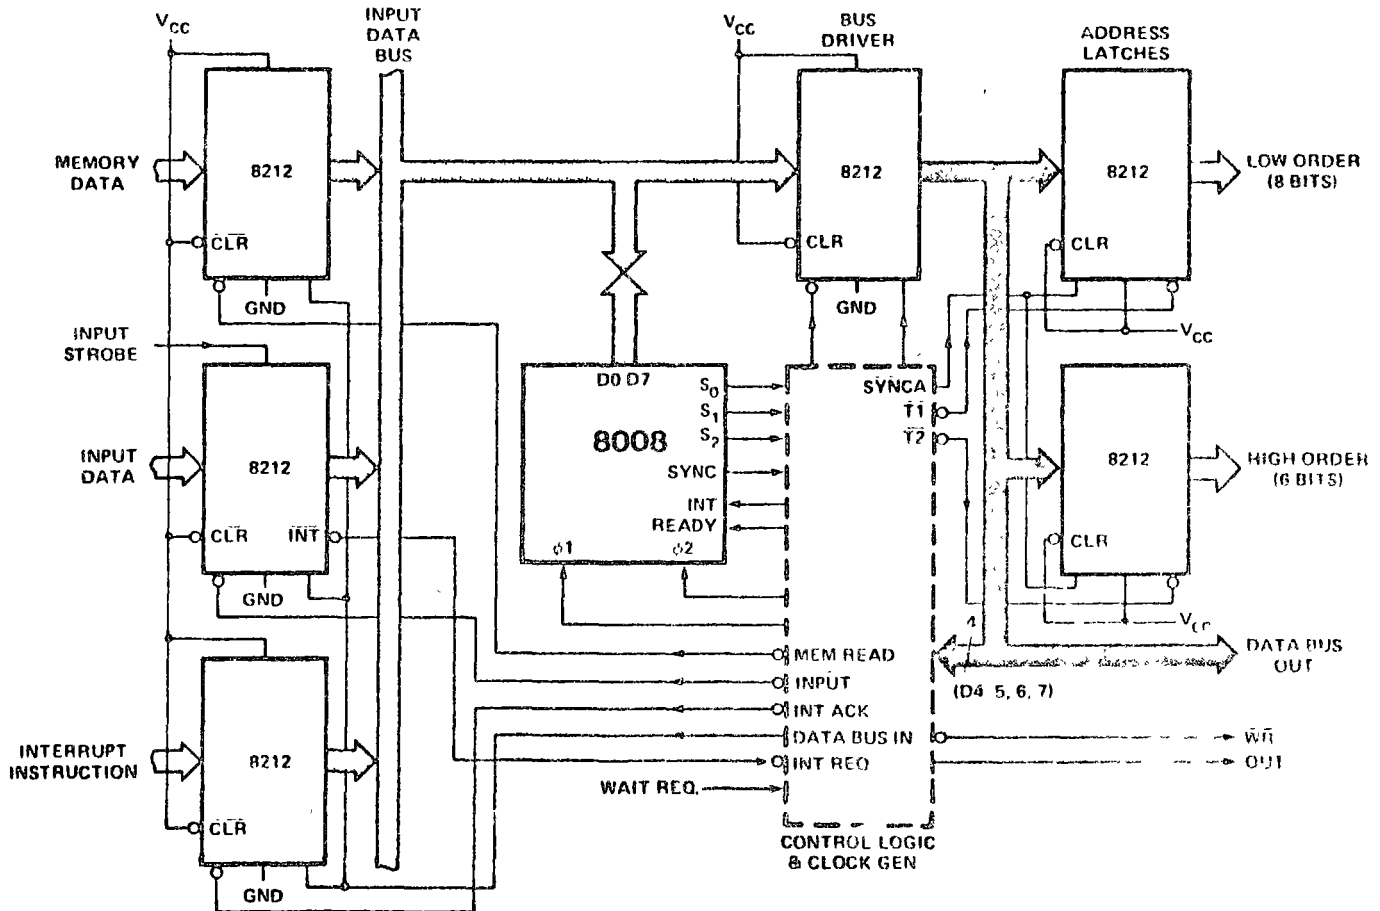 VCC
INPUT
DATA
BUS
VCC
BUS
DRIVER
ADDRESS
LATCHES
MEMORY
DATA
8212
CLR
GND
8212
CLR
GND
8212
CLR
VCC
LOW ORDER
(8 BITS)
INPUT
STROBE
INPUT
DATA
8212
CLR
INT
GND
D0 D7
8008
S0
S1
S2
SYNC
INT
READY
φ1
φ2
SYNCA
T1
T2
8212
CLR
HIGH ORDER
(6 BITS)
4
DATA BUS
OUT
(D4 5, 6, 7)
MEM READ
INPUT
INT ACK
DATA BUS IN
INT REQ
WAIT REQ.
WR
OUT
INTERRUPT
INSTRUCTION
8212
CLR
GND
CONTROL LOGIC
& CLOCK GEN